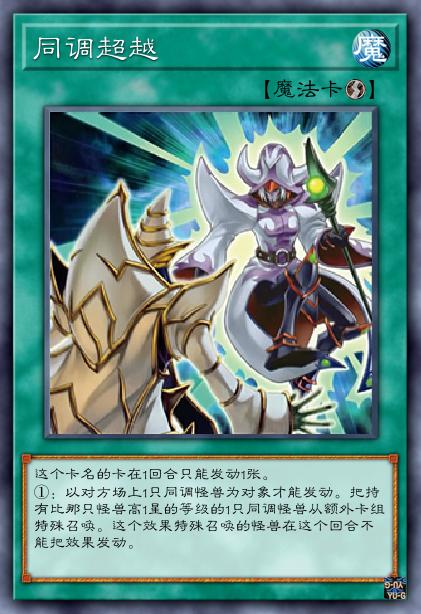 同调超越
魔
【魔法卡】
这个卡名的卡在1回合只能发动1张。
①：以对方场上1只同调怪兽为对象才能发动。把持
有比那只怪兽高1星的等级的1只同调怪兽从额外卡组
特殊召唤。这个效果特殊召唤的怪兽在这个回合不
能把效果发动。